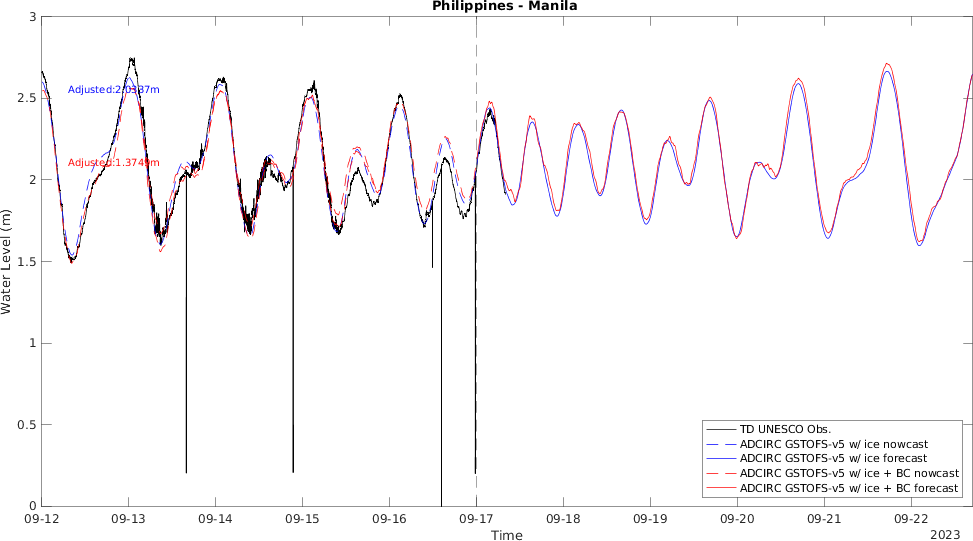 Philippines - Manila
3
2.5
2
1.5
1
0.5
0
Water Level (m)
Adjusted:2.0337m
Adjusted:1.3749m
TD UNESCO Obs.
ADCIRC GSTOFS-v5 w/ ice nowcast
ADCIRC GSTOFS-v5 w/ ice forecast
ADCIRC GSTOFS-v5 w/ ice + BC nowcast
ADCIRC GSTOFS-v5 w/ ice + BC forecast
09-12 09-13 09-14 09-15 09-16 09-17 09-18 09-19 09-20 09-21 09-22
Time
2023